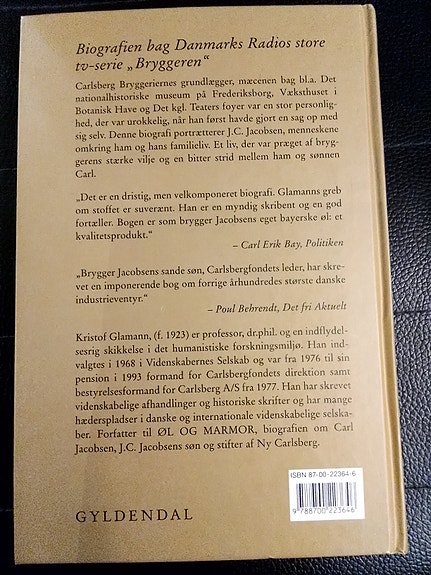 Biografien bag Danmarks Radios store
tv-serie „Bryggeren“
Carlsberg Bryggeriernes grundlægger, mæcenen bag bl.a. Det
nationalhistoriske museum på Frederiksborg, Væksthuset i
Botanisk Have og Det kgl. Teaters foyer var en stor personlig-
hed, der var urokkelig, når han først havde gjort en sag op med
sig selv. Denne biografi portrætterer J.C. Jacobsen, menneskene
omkring ham og hans familieliv. Et liv, der var præget af bryg-
gerens stærke vilje og en bitter strid mellem ham og sønnen
Carl.
„Det er en dristig, men velkomponeret biografi. Glamanns greb
om stoffet er suverænt. Han er en myndig skribent og en god
fortæller. Bogen er som brygger Jacobsens eget bayerske øl: et
kvalitetsprodukt.“
– Carl Erik Bay, Politiken
„Brygger Jacobsens sande søn, Carlsbergfondets leder, har skre-
vet en imponerende bog om forrige århundredes største danske
industrieventyr.“
– Poul Behrendt, Det fri Aktuelt
Kristof Glamann, (f. 1923) er professor, dr.phil. og en indflydel-
sesrig skikkelse i det humanistiske forskningsmiljø. Han ind-
valgtes i 1968 i Videnskabernes Selskab og var fra 1976 til sin
pension i 1993 formand for Carlsbergfondets direktion samt
bestyrelsesformand for Carlsberg A/S fra 1977. Han har skrevet
videnskabelige afhandlinger og historiske skrifter og har mange
hæderspladser i danske og internationale videnskabelige selska-
ber. Forfatter til ØL OG MARMOR, biografien om Carl
Jacobsen, J.C. Jacobsens søn og stifter af Ny Carlsberg.
ISBN 87-00-22364-6
9 788700 223646
GYLDENDAL